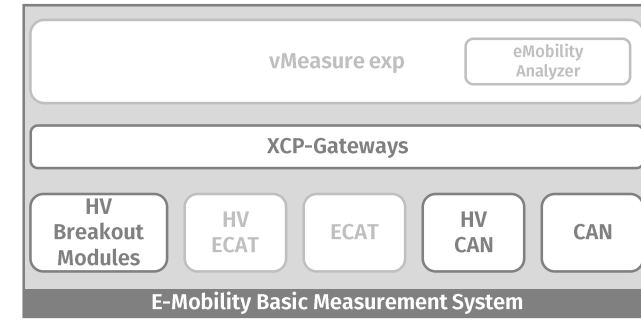 vMeasure exp
eMobility
Analyzer
XCP-Gateways
HV
Breakout
Modules
HV
ECAT
ECAT
HV
CAN
CAN
E-Mobility Basic Measurement System